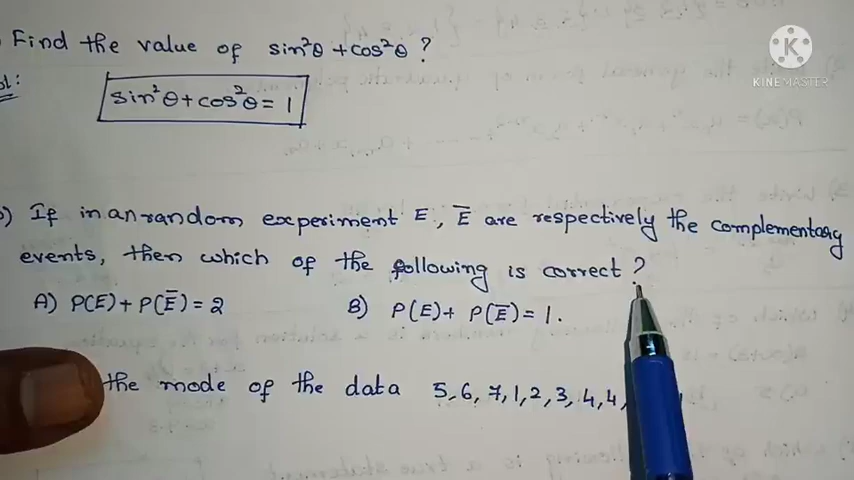 Find the value of sin²θ + cos²θ ?
sin²θ + cos²θ = 1
If in an random experiment E, E̅ are respectively the complementary
events, then which of the following is correct ?
A) P(E) + P(E̅) = 2 B) P(E) + P(E̅) = 1.
the mode of the data 5, 6, 7, 1, 2, 3, 4, 4,
K
KINEMASTER